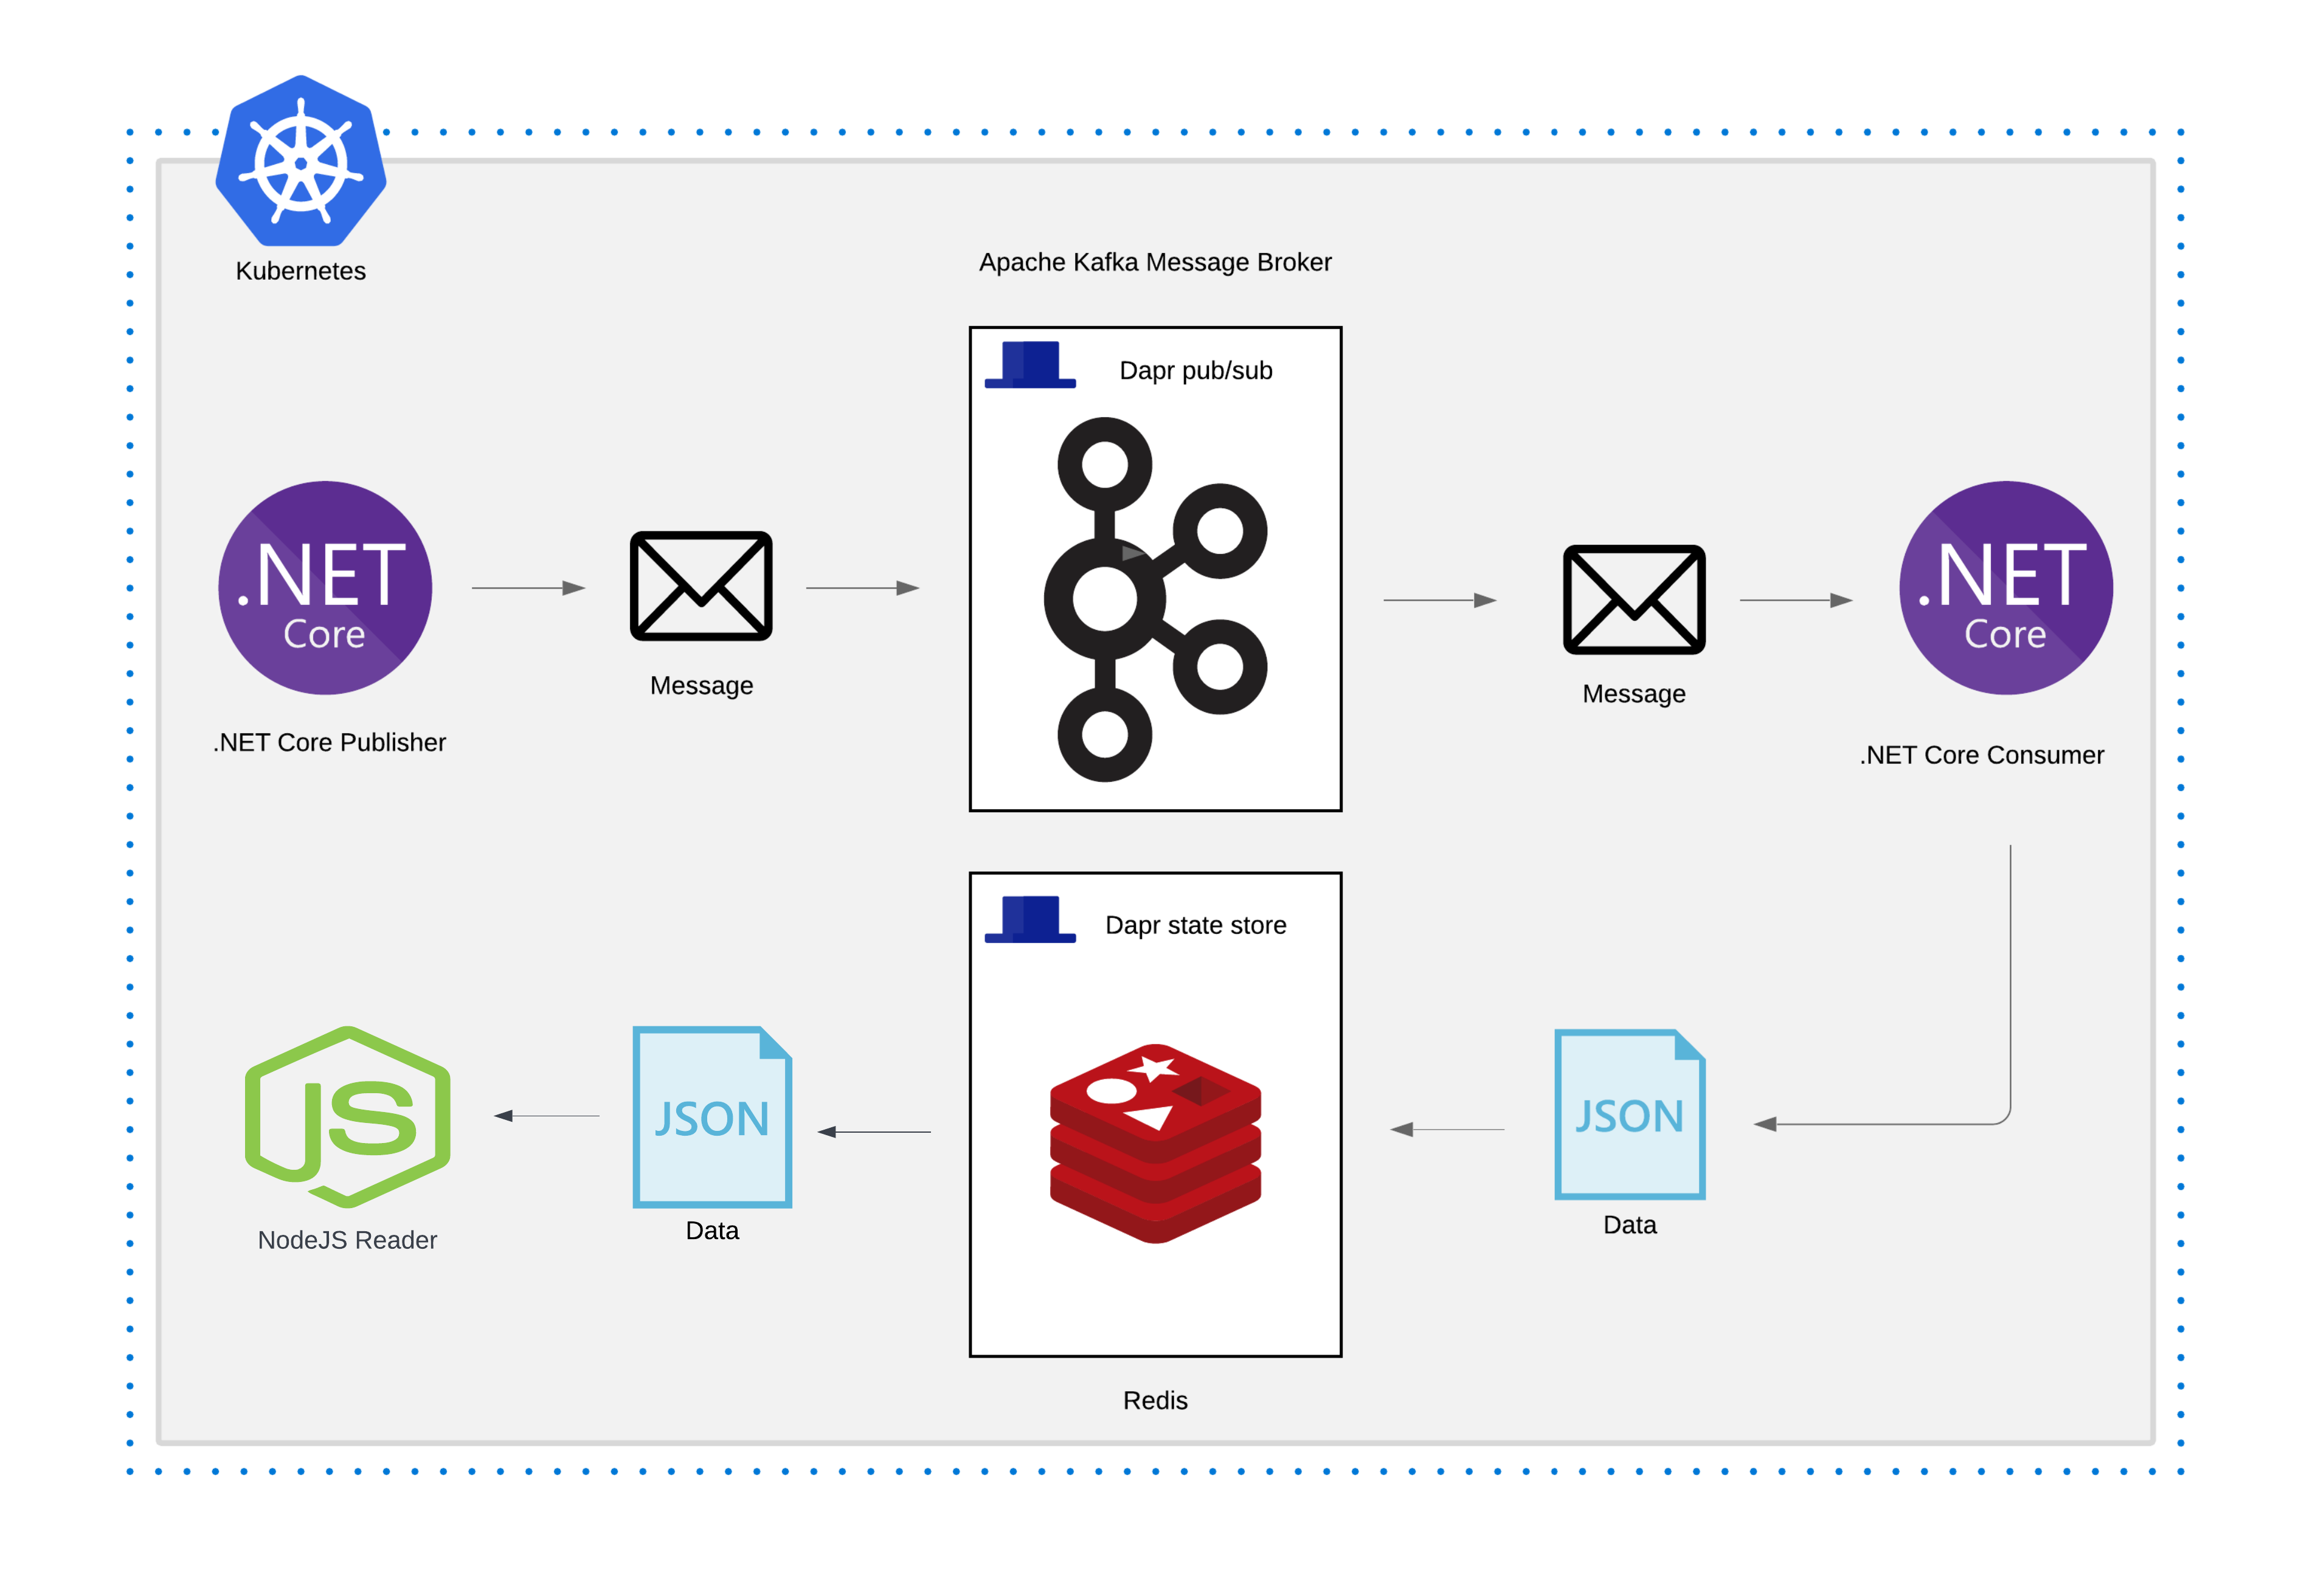 Kubernetes
Apache Kafka Message Broker
Dapr pub/sub
.NET
Core
.NET Core Publisher
Message
Message
.NET
Core
.NET Core Consumer
Dapr state store
JS
NodeJS Reader
JSON
Data
JSON
Data
Redis